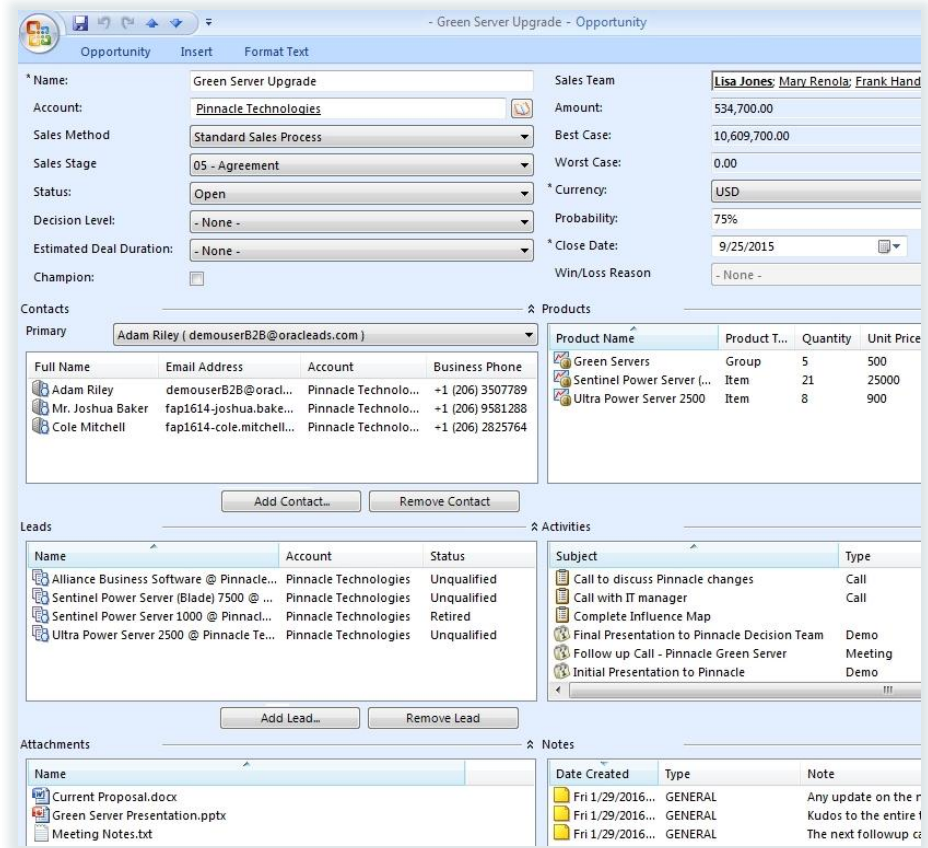 - Green Server Upgrade - Opportunity
Opportunity Insert Format Text
* Name: Green Server Upgrade
Account: Pinnacle Technologies
Sales Method Standard Sales Process
Sales Stage 05 - Agreement
Status: Open
Decision Level: - None -
Estimated Deal Duration: - None -
Champion:
Sales Team Lisa Jones; Mary Renola; Frank Hand
Amount: 534,700.00
Best Case: 10,609,700.00
Worst Case: 0.00
* Currency: USD
Probability: 75%
* Close Date: 9/25/2015
Win/Loss Reason - None -
Contacts
Primary Adam Riley ( demouserB2B@oracleads.com )
Full Name Email Address Account Business Phone
Adam Riley demouserB2B@oracl... Pinnacle Technolo... +1 (206) 3507789
Mr. Joshua Baker fap1614-joshua.bake... Pinnacle Technolo... +1 (206) 9581288
Cole Mitchell fap1614-cole.mitchell... Pinnacle Technolo... +1 (206) 2825764
Add Contact... Remove Contact
Products
Product Name Product T... Quantity Unit Price
Green Servers Group 5 500
Sentinel Power Server (... Item 21 25000
Ultra Power Server 2500 Item 8 900
Leads
Name Account Status
Alliance Business Software @ Pinnacle... Pinnacle Technologies Unqualified
Sentinel Power Server (Blade) 7500 @ ... Pinnacle Technologies Unqualified
Sentinel Power Server 1000 @ Pinnacl... Pinnacle Technologies Retired
Ultra Power Server 2500 @ Pinnacle Te... Pinnacle Technologies Unqualified
Add Lead... Remove Lead
Activities
Subject Type
Call to discuss Pinnacle changes Call
Call with IT manager Call
Complete Influence Map
Final Presentation to Pinnacle Decision Team Demo
Follow up Call - Pinnacle Green Server Meeting
Initial Presentation to Pinnacle Demo
Attachments
Name
Current Proposal.docx
Green Server Presentation.pptx
Meeting Notes.txt
Notes
Date Created Type Note
Fri 1/29/2016... GENERAL Any update on the n
Fri 1/29/2016... GENERAL Kudos to the entire t
Fri 1/29/2016... GENERAL The next followup ca